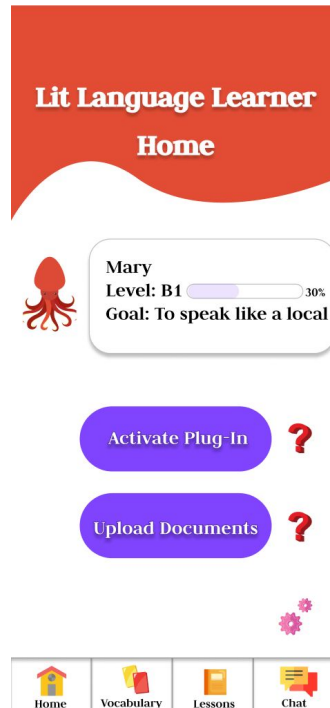 Lit Language Learner
Home
Mary
Level: B1 30%
Goal: To speak like a local
Activate Plug-In ❓
Upload Documents ❓
Home Vocabulary Lessons Chat